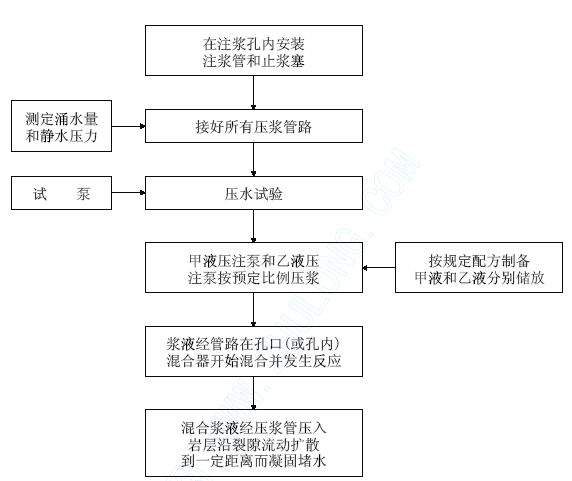 在注浆孔内安装
注浆管和止浆塞
测定涌水量
和静水压力
接好所有压浆管路
试 泵
压水试验
甲液压注泵和乙液压
注泵按预定比例压浆
按规定配方制备
甲液和乙液分别储放
浆液经管路在孔口(或孔内)
混合器开始混合并发生反应
混合浆液经压浆管压入
岩层沿裂隙流动扩散
到一定距离而凝固堵水